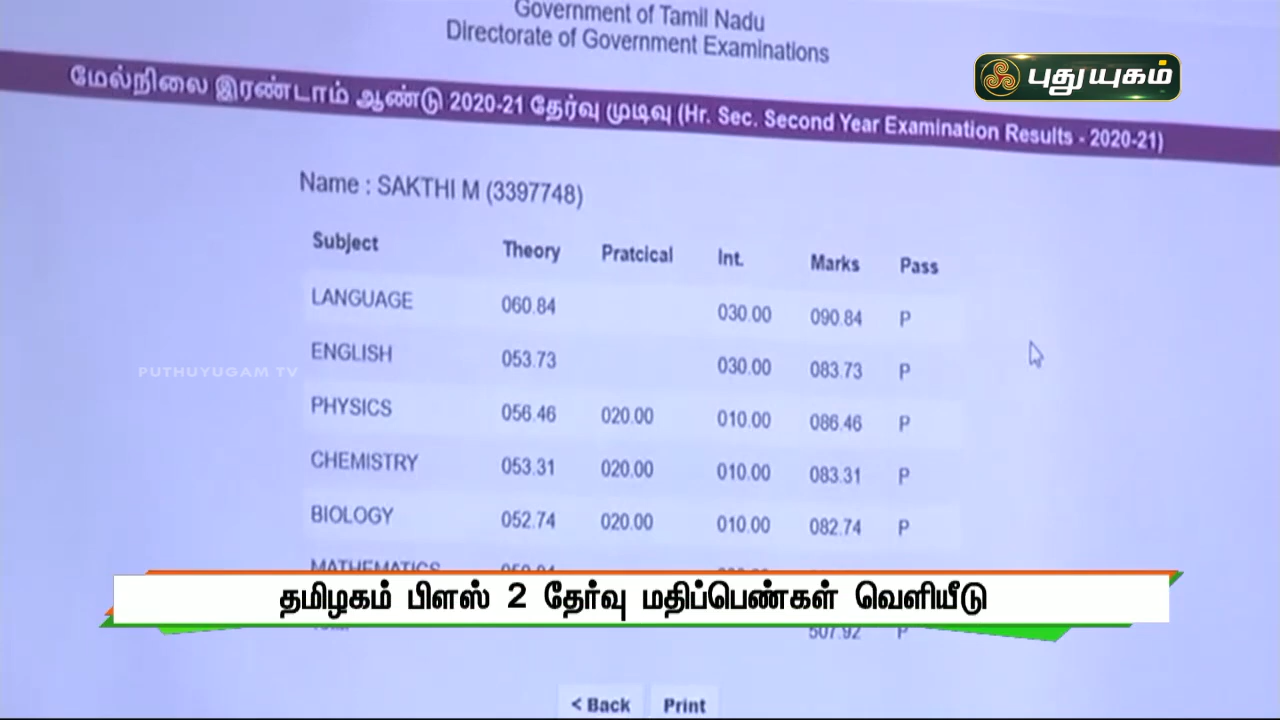 Government of Tamil Nadu
Directorate of Government Examinations
புதுயுகம்
மேல்நிலை இரண்டாம் ஆண்டு 2020-21 தேர்வு முடிவு (Hr. Sec. Second Year Examination Results - 2020-21)
Name : SAKTHI M (3397748)
Subject Theory Pratcical Int. Marks Pass
LANGUAGE 060.84 030.00 090.84 P
ENGLISH 053.73 030.00 083.73 P
PUTHUYUGAM TV
PHYSICS 056.46 020.00 010.00 086.46 P
CHEMISTRY 053.31 020.00 010.00 083.31 P
BIOLOGY 052.74 020.00 010.00 082.74 P
MATHEMATICS
தமிழகம் பிளஸ் 2 தேர்வு மதிப்பெண்கள் வெளியீடு
507.92 P
< Back Print